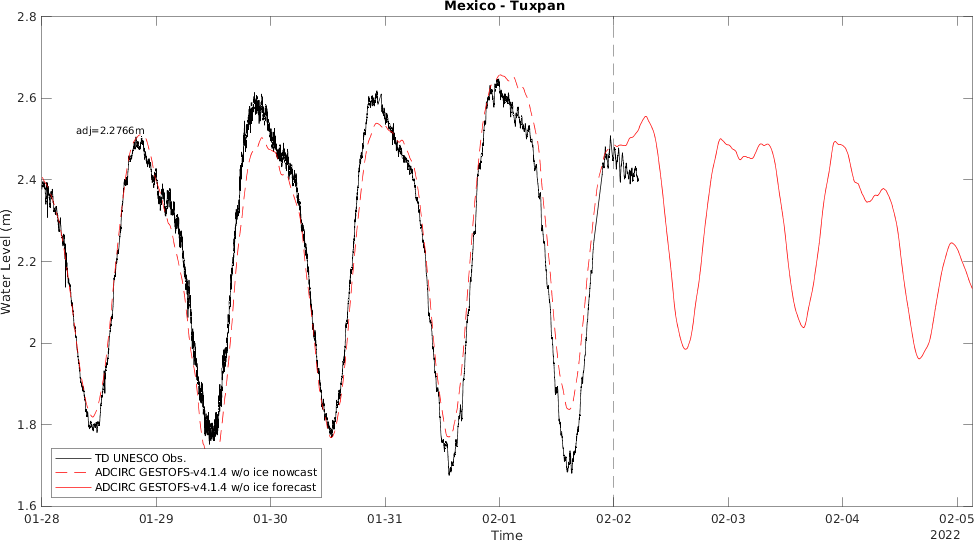 Mexico - Tuxpan
2.8
2.6
2.4
2.2
2
1.8
1.6
Water Level (m)
adj=2.2766m
TD UNESCO Obs.
ADCIRC GESTOFS-v4.1.4 w/o ice nowcast
ADCIRC GESTOFS-v4.1.4 w/o ice forecast
01-28 01-29 01-30 01-31 02-01 02-02 02-03 02-04 02-05
Time
2022